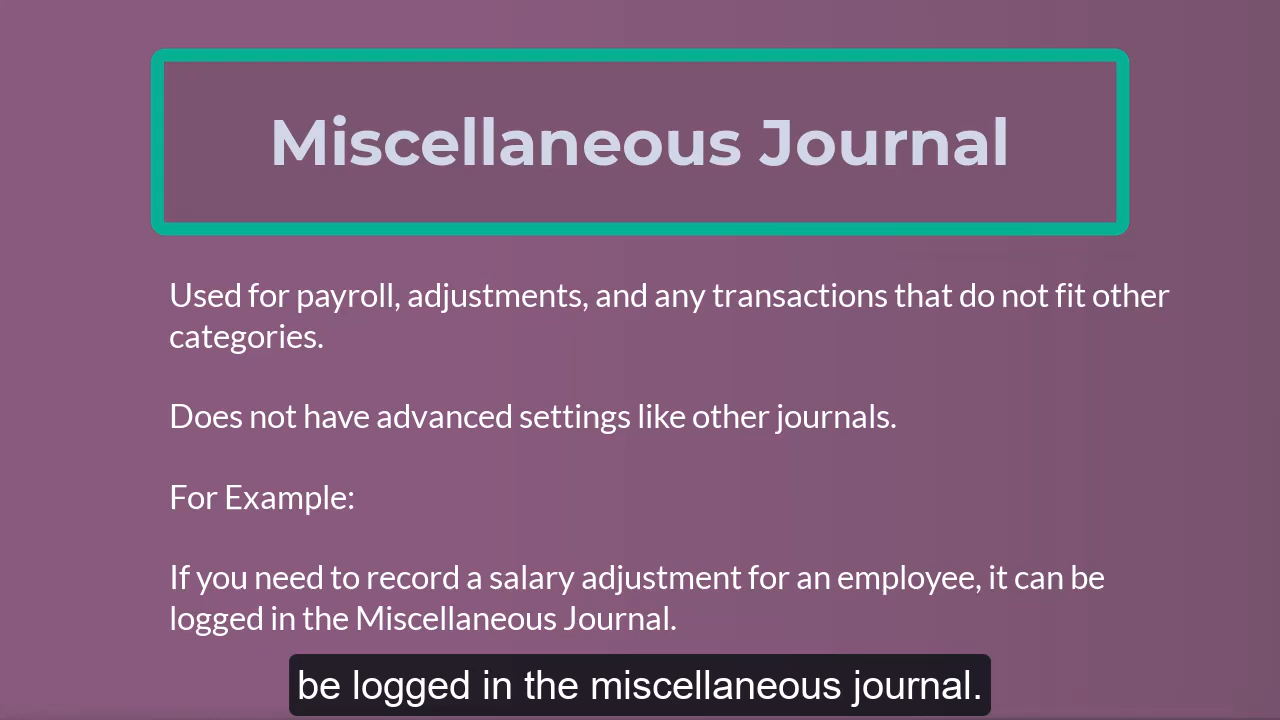 Miscellaneous Journal
Used for payroll, adjustments, and any transactions that do not fit other
categories.
Does not have advanced settings like other journals.
For Example:
If you need to record a salary adjustment for an employee, it can be
logged in the Miscellaneous Journal.
be logged in the miscellaneous journal.